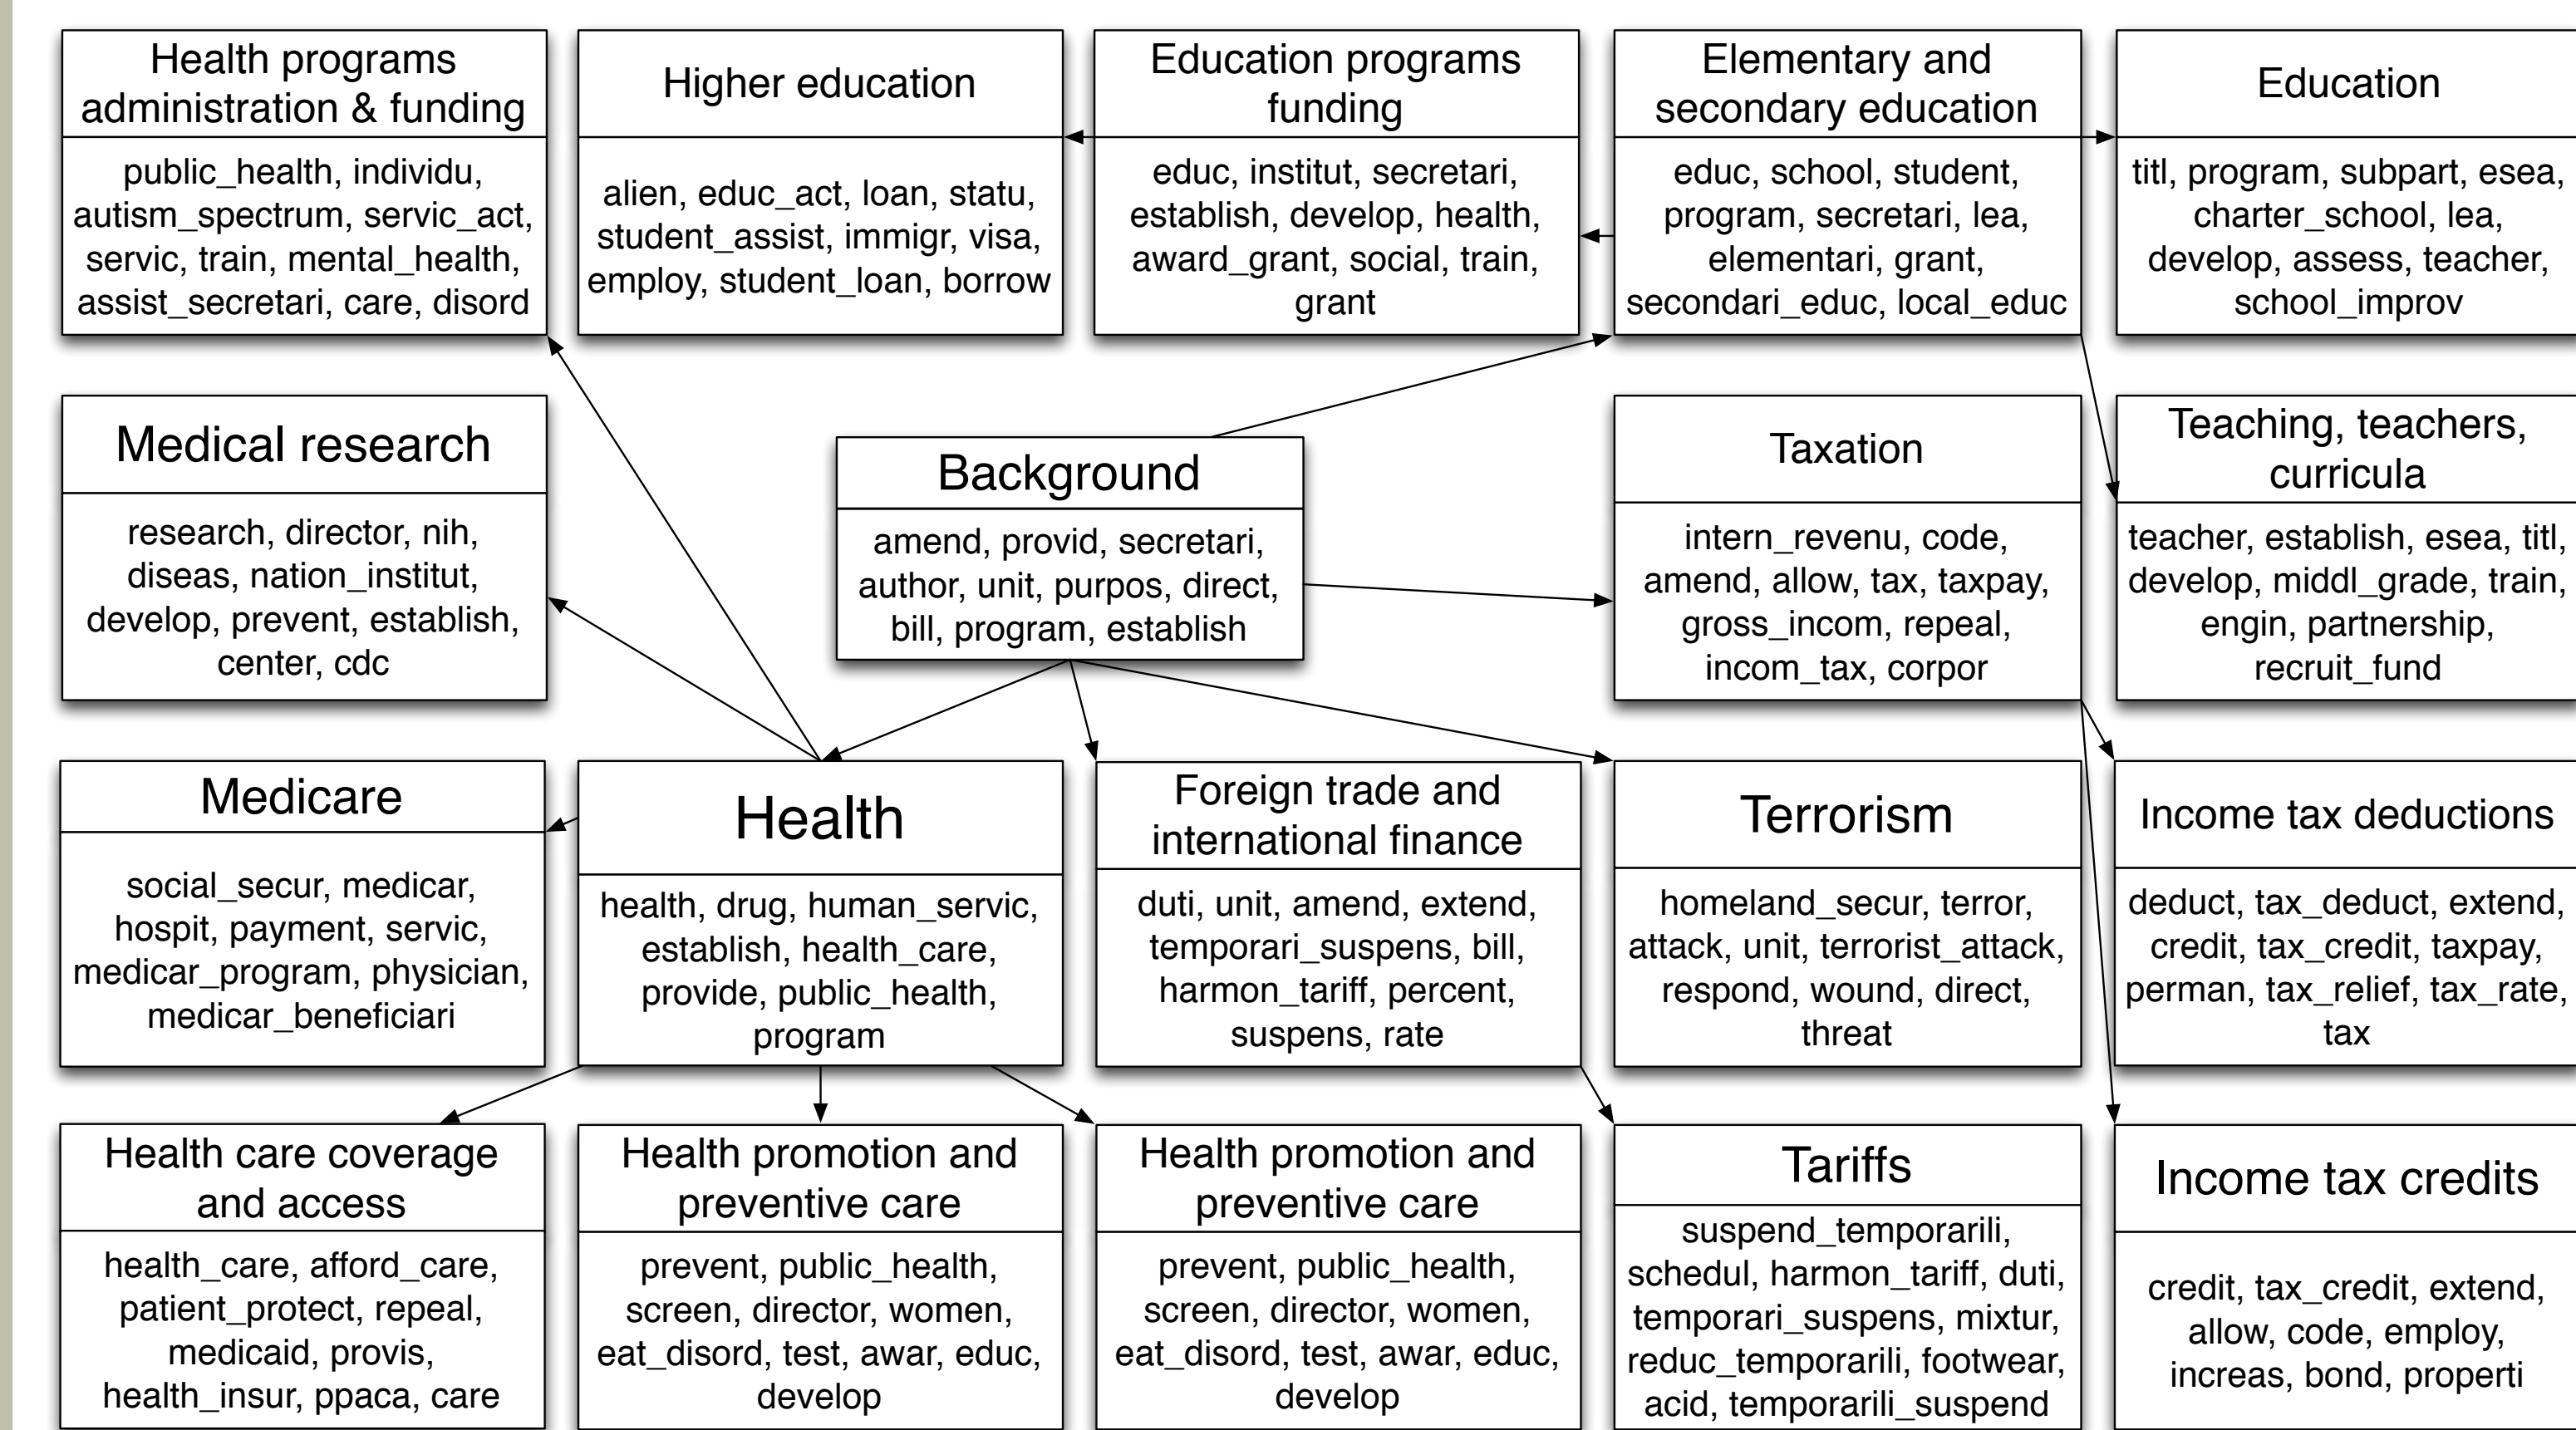 Health programs
administration & funding
public_health, individu,
autism_spectrum, servic_act,
servic, train, mental_health,
assist_secretari, care, disord
Higher education
alien, educ_act, loan, statu,
student_assist, immigr, visa,
employ, student_loan, borrow
Education programs
funding
educ, institut, secretari,
establish, develop, health,
award_grant, social, train,
grant
Elementary and
secondary education
educ, school, student,
program, secretari, lea,
elementari, grant,
secondari_educ, local_educ
Education
titl, program, subpart, esea,
charter_school, lea,
develop, assess, teacher,
school_improv
Medical research
research, director, nih,
diseas, nation_institut,
develop, prevent, establish,
center, cdc
Background
amend, provid, secretari,
author, unit, purpos, direct,
bill, program, establish
Taxation
intern_revenu, code,
amend, allow, tax, taxpay,
gross_incom, repeal,
incom_tax, corpor
Teaching, teachers,
curricula
teacher, establish, esea, titl,
develop, middl_grade, train,
engin, partnership,
recruit_fund
Medicare
social_secur, medicar,
hospit, payment, servic,
medicar_program, physician,
medicar_beneficiari
Health
health, drug, human_servic,
establish, health_care,
provide, public_health,
program
Foreign trade and
international finance
duti, unit, amend, extend,
temporari_suspens, bill,
harmon_tariff, percent,
suspens, rate
Terrorism
homeland_secur, terror,
attack, unit, terrorist_attack,
respond, wound, direct,
threat
Income tax deductions
deduct, tax_deduct, extend,
credit, tax_credit, taxpay,
perman, tax_relief, tax_rate,
tax
Health care coverage
and access
health_care, afford_care,
patient_protect, repeal,
medicaid, provis,
health_insur, ppaca, care
Health promotion and
preventive care
prevent, public_health,
screen, director, women,
eat_disord, test, awar, educ,
develop
Health promotion and
preventive care
prevent, public_health,
screen, director, women,
eat_disord, test, awar, educ,
develop
Tariffs
suspend_temporarili,
schedul, harmon_tariff, duti,
temporari_suspens, mixtur,
reduc_temporarili, footwear,
acid, temporarili_suspend
Income tax credits
credit, tax_credit, extend,
allow, code, employ,
increas, bond, properti